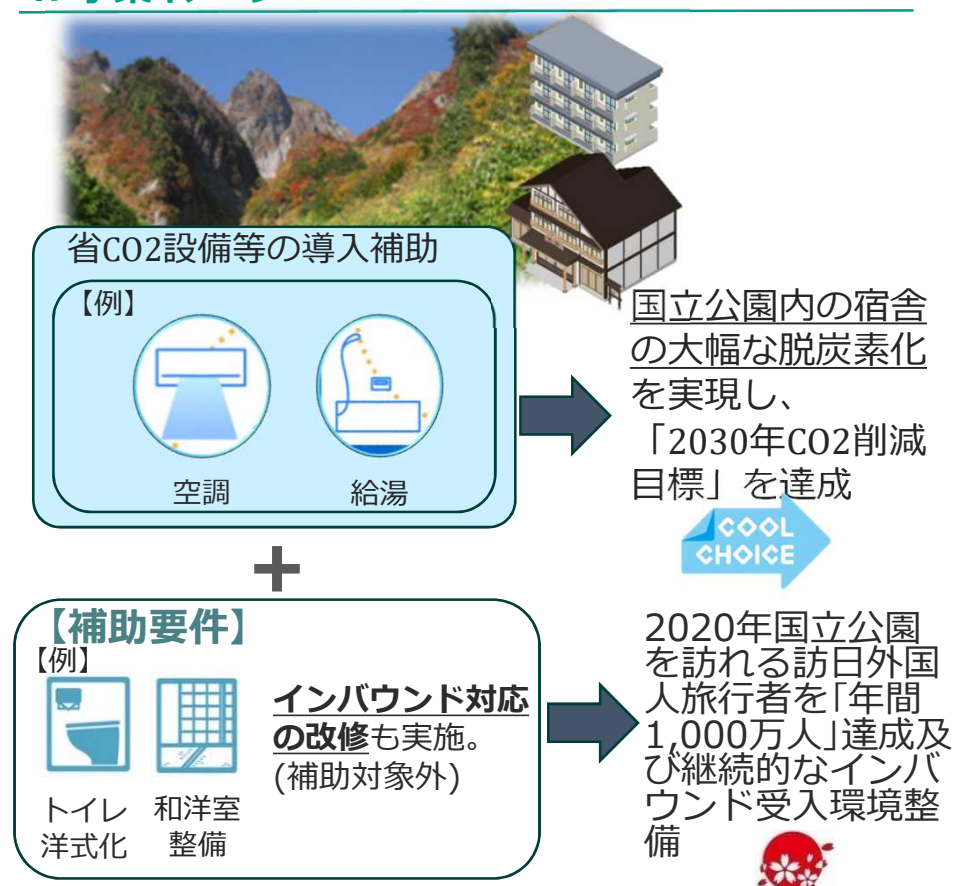 省CO2設備等の導入補助
【例】
空調
給湯
国立公園内の宿舎
の大幅な脱炭素化
を実現し、
「2030年CO2削減
目標」を達成
COOL
CHOICE
+
【補助要件】
【例】
トイレ
洋式化
和洋室
整備
インバウンド対応
の改修も実施。
(補助対象外)
2020年国立公園
を訪れる訪日外国
人旅行者を「年間
1,000万人」達成及
び継続的なインバ
ウンド受入環境整
備